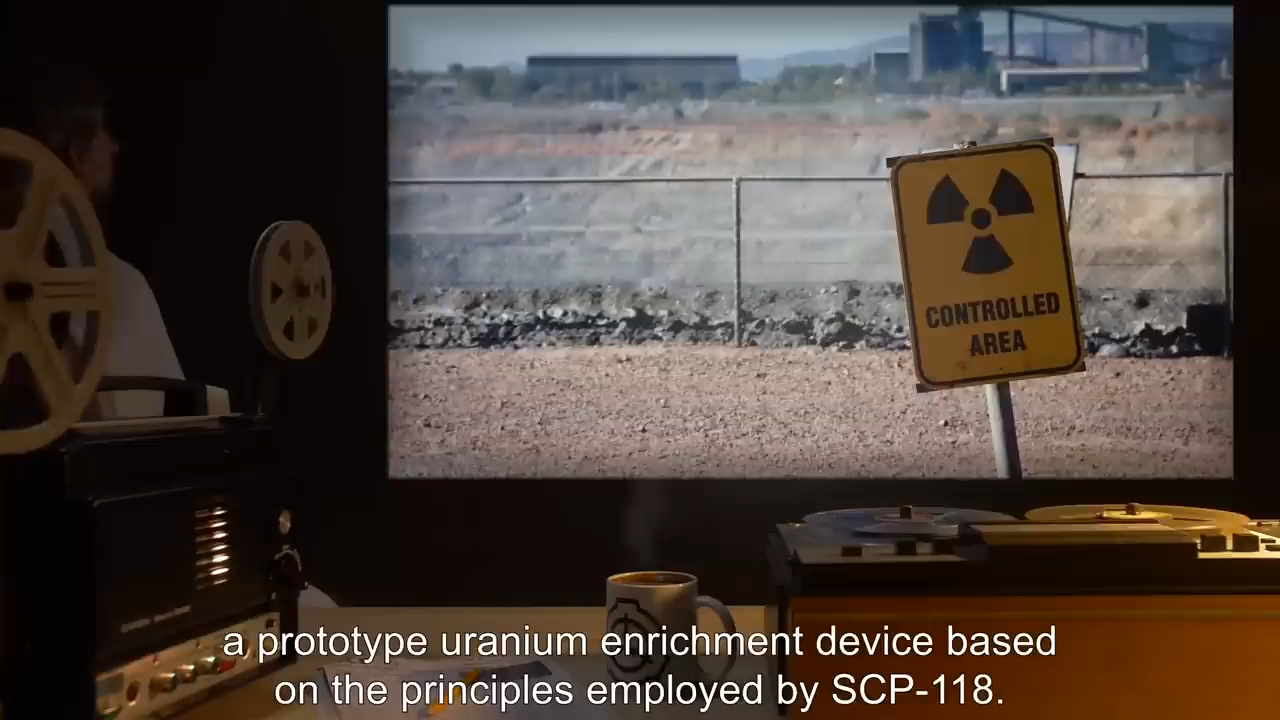 CONTROLLED
AREA
a prototype uranium enrichment device based
on the principles employed by SCP-118.